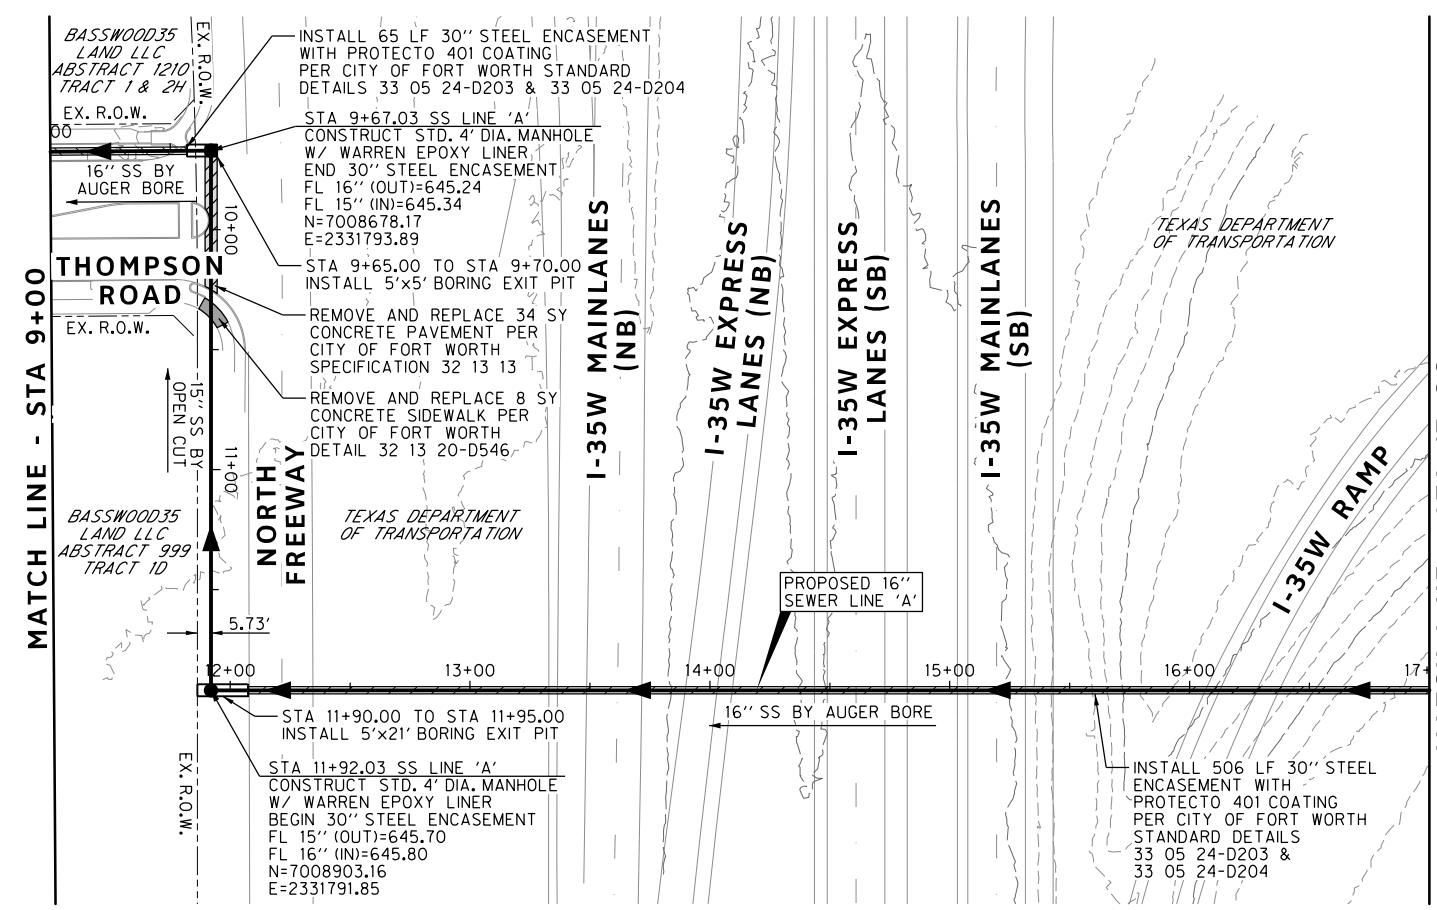 BASSWOOD35
LAND LLC
ABSTRACT 1210
TRACT 1 & 2H
EX. R.O.W.
EX. R.O.W.
00
INSTALL 65 LF 30'' STEEL ENCASEMENT
WITH PROTECTO 401 COATING
PER CITY OF FORT WORTH STANDARD
DETAILS 33 05 24-D203 & 33 05 24-D204
STA 9+67.03 SS LINE 'A'
CONSTRUCT STD. 4' DIA. MANHOLE
W/ WARREN EPOXY LINER
END 30'' STEEL ENCASEMENT
FL 16'' (OUT)=645.24
FL 15'' (IN)=645.34
N=7008678.17
E=2331793.89
16'' SS BY
AUGER BORE
10+00
STA 9+65.00 TO STA 9+70.00
INSTALL 5'x5' BORING EXIT PIT
THOMPSON
ROAD
EX. R.O.W.
REMOVE AND REPLACE 34 SY
CONCRETE PAVEMENT PER
CITY OF FORT WORTH
SPECIFICATION 32 13 13
REMOVE AND REPLACE 8 SY
CONCRETE SIDEWALK PER
CITY OF FORT WORTH
DETAIL 32 13 20-D546
MATCH LINE - STA 9+00
15'' SS BY
OPEN CUT
11+00
NORTH
FREEWAY
I-35W MAINLANES
(NB)
I-35W EXPRESS
LANES (NB)
I-35W EXPRESS
LANES (SB)
I-35W MAINLANES
(SB)
TEXAS DEPARTMENT
OF TRANSPORTATION
I-35W RAMP
BASSWOOD35
LAND LLC
ABSTRACT 999
TRACT 1D
TEXAS DEPARTMENT
OF TRANSPORTATION
PROPOSED 16''
SEWER LINE 'A'
5.73'
12+00
13+00
14+00
15+00
16+00
17+
16'' SS BY AUGER BORE
STA 11+90.00 TO STA 11+95.00
INSTALL 5'x21' BORING EXIT PIT
EX. R.O.W.
STA 11+92.03 SS LINE 'A'
CONSTRUCT STD. 4' DIA. MANHOLE
W/ WARREN EPOXY LINER
BEGIN 30'' STEEL ENCASEMENT
FL 15'' (OUT)=645.70
FL 16'' (IN)=645.80
N=7008903.16
E=2331791.85
INSTALL 506 LF 30'' STEEL
ENCASEMENT WITH
PROTECTO 401 COATING
PER CITY OF FORT WORTH
STANDARD DETAILS
33 05 24-D203 &
33 05 24-D204